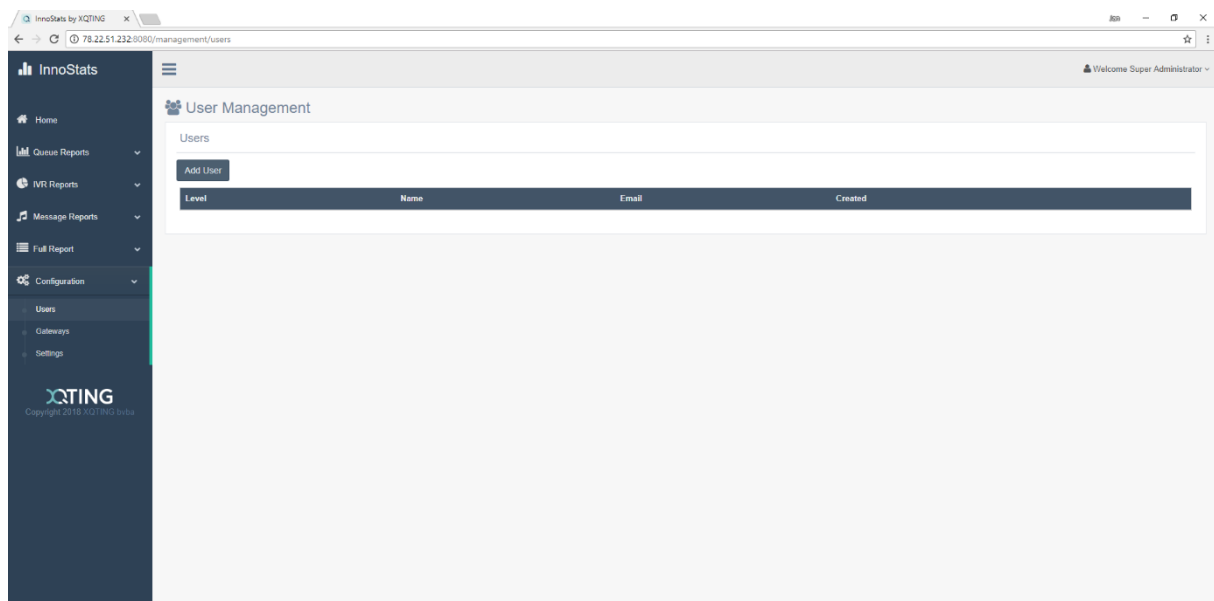 InnoStats by XQTING
78.22.51.232:8080/management/users
InnoStats
Welcome Super Administrator
User Management
Home
Users
Queue Reports
Add User
IVR Reports
Level Name Email Created
Message Reports
Full Report
Configuration
Users
Gateways
Settings
XQTING
Copyright 2018 XQTING bvba